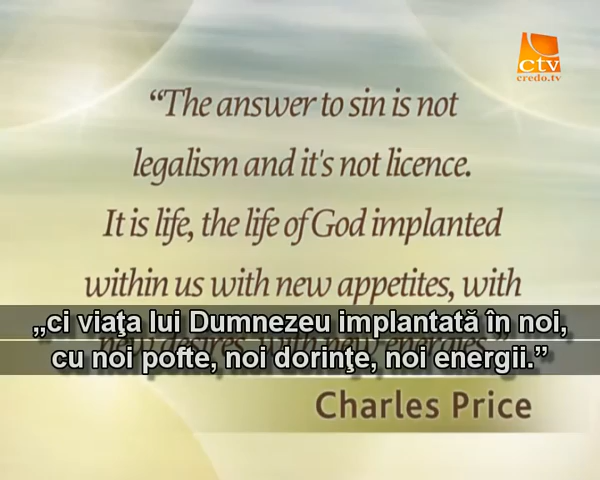 ctv
credo.tv
“The answer to sin is not
legalism and it's not licence.
It is life, the life of God implanted
within us with new appetites, with
new desires, with new energies.”
„ci viaţa lui Dumnezeu implantată în noi,
cu noi pofte, noi dorinţe, noi energii.”
Charles Price